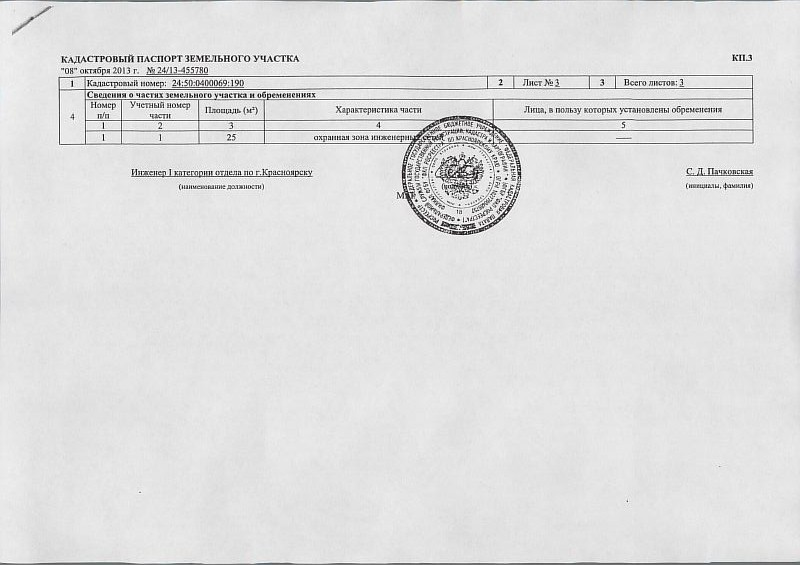 КАДАСТРОВЫЙ ПАСПОРТ ЗЕМЕЛЬНОГО УЧАСТКА КП.3
"08" октября 2013 г. № 24/13-455780
1 Кадастровый номер: 24:50:0400069:190 2 Лист № 3 3 Всего листов: 3
4 Сведения о частях земельного участка и обременениях
Номер п/п Учетный номер части Площадь (м²) Характеристика части Лица, в пользу которых установлены обременения
1 2 3 4 5
1 1 25 охранная зона инженерных сетей —
Инженер I категории отдела по г.Красноярску С. Д. Пачковская
(наименование должности) (инициалы, фамилия)